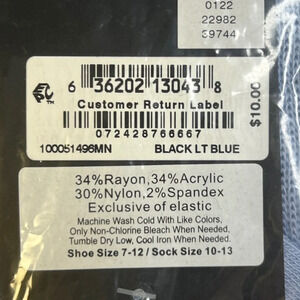 0122
22982
39744
6 36202 13043 8
Customer Return Label
072428766667
$10.00
100051496MN BLACK LT BLUE
34%Rayon,34%Acrylic
30%Nylon,2%Spandex
Exclusive of elastic
Machine Wash Cold With Like Colors,
Only Non-Chlorine Bleach When Needed,
Tumble Dry Low, Cool Iron When Needed.
Shoe Size 7-12 / Sock Size 10-13